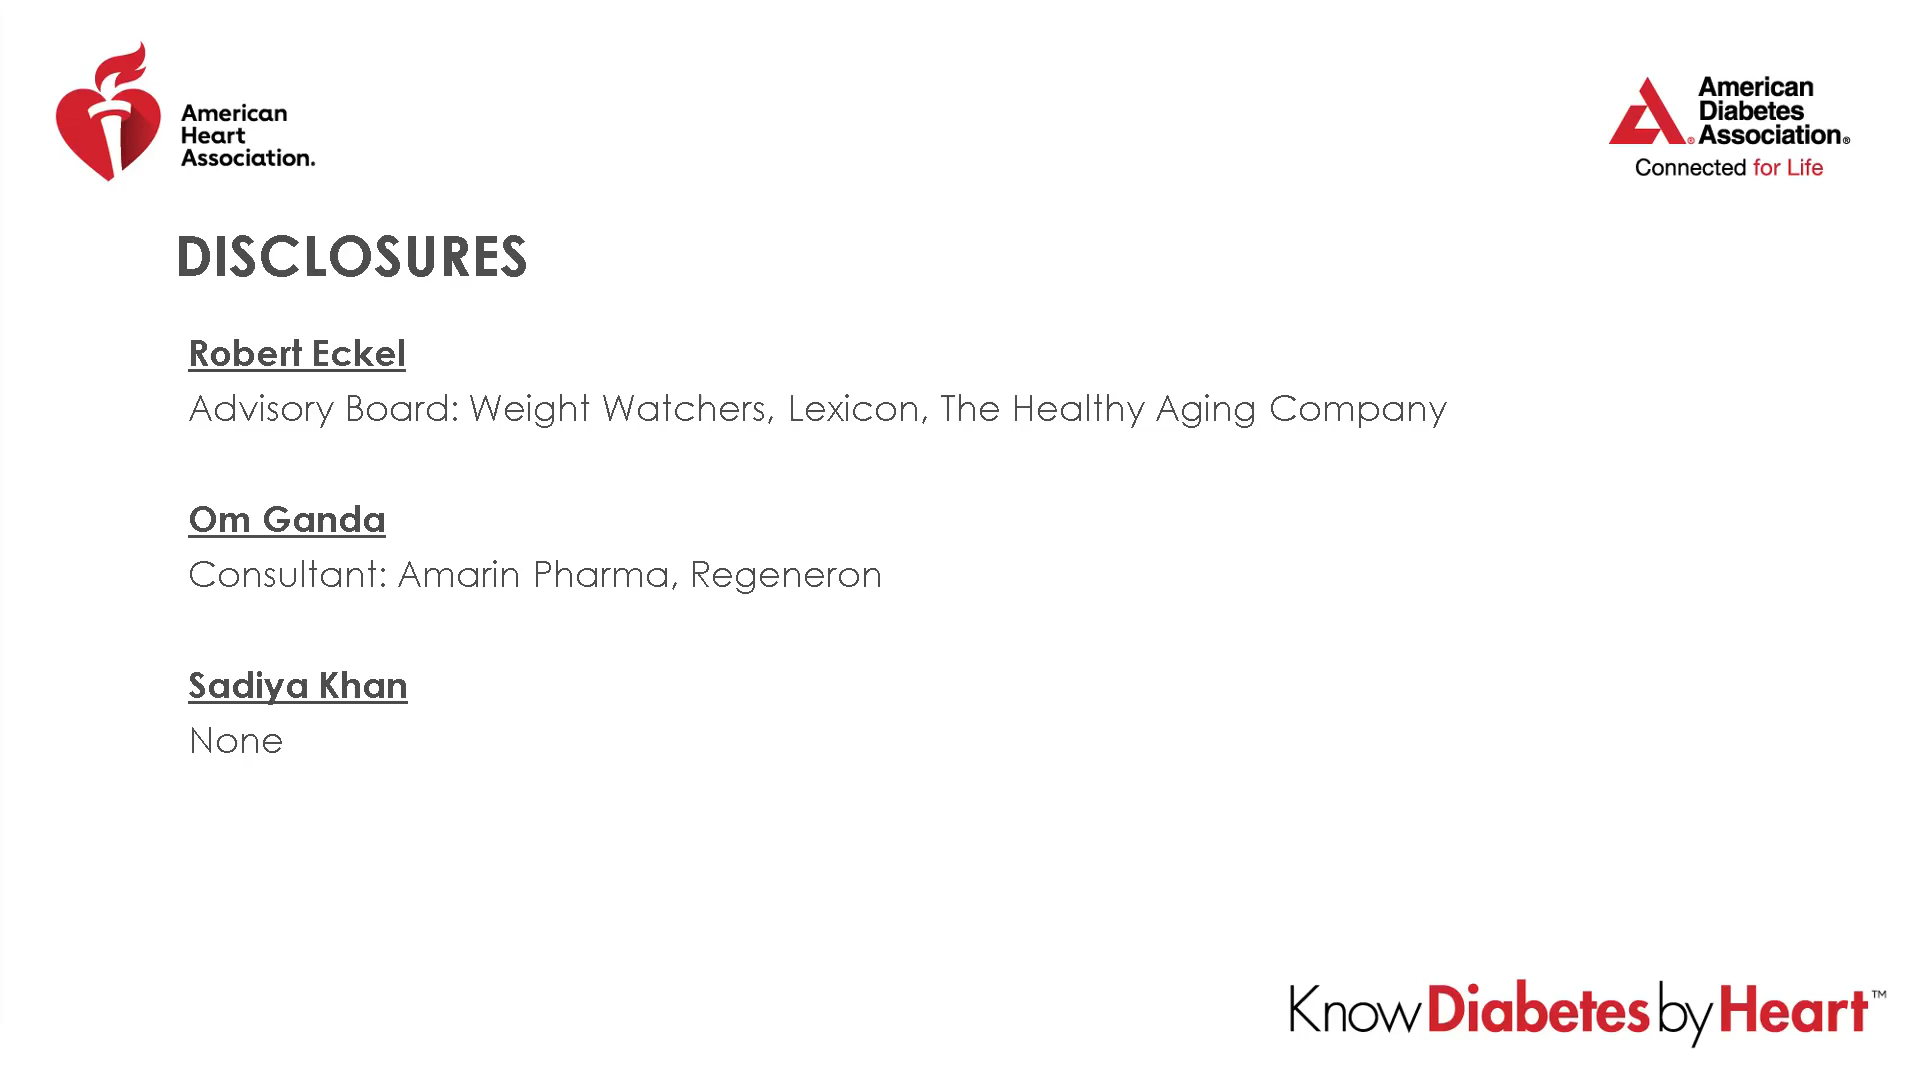 American
Heart
Association.
American
Diabetes
Association®
Connected for Life
DISCLOSURES
Robert Eckel
Advisory Board: Weight Watchers, Lexicon, The Healthy Aging Company
Om Ganda
Consultant: Amarin Pharma, Regeneron
Sadiya Khan
None
Know Diabetes by Heart™